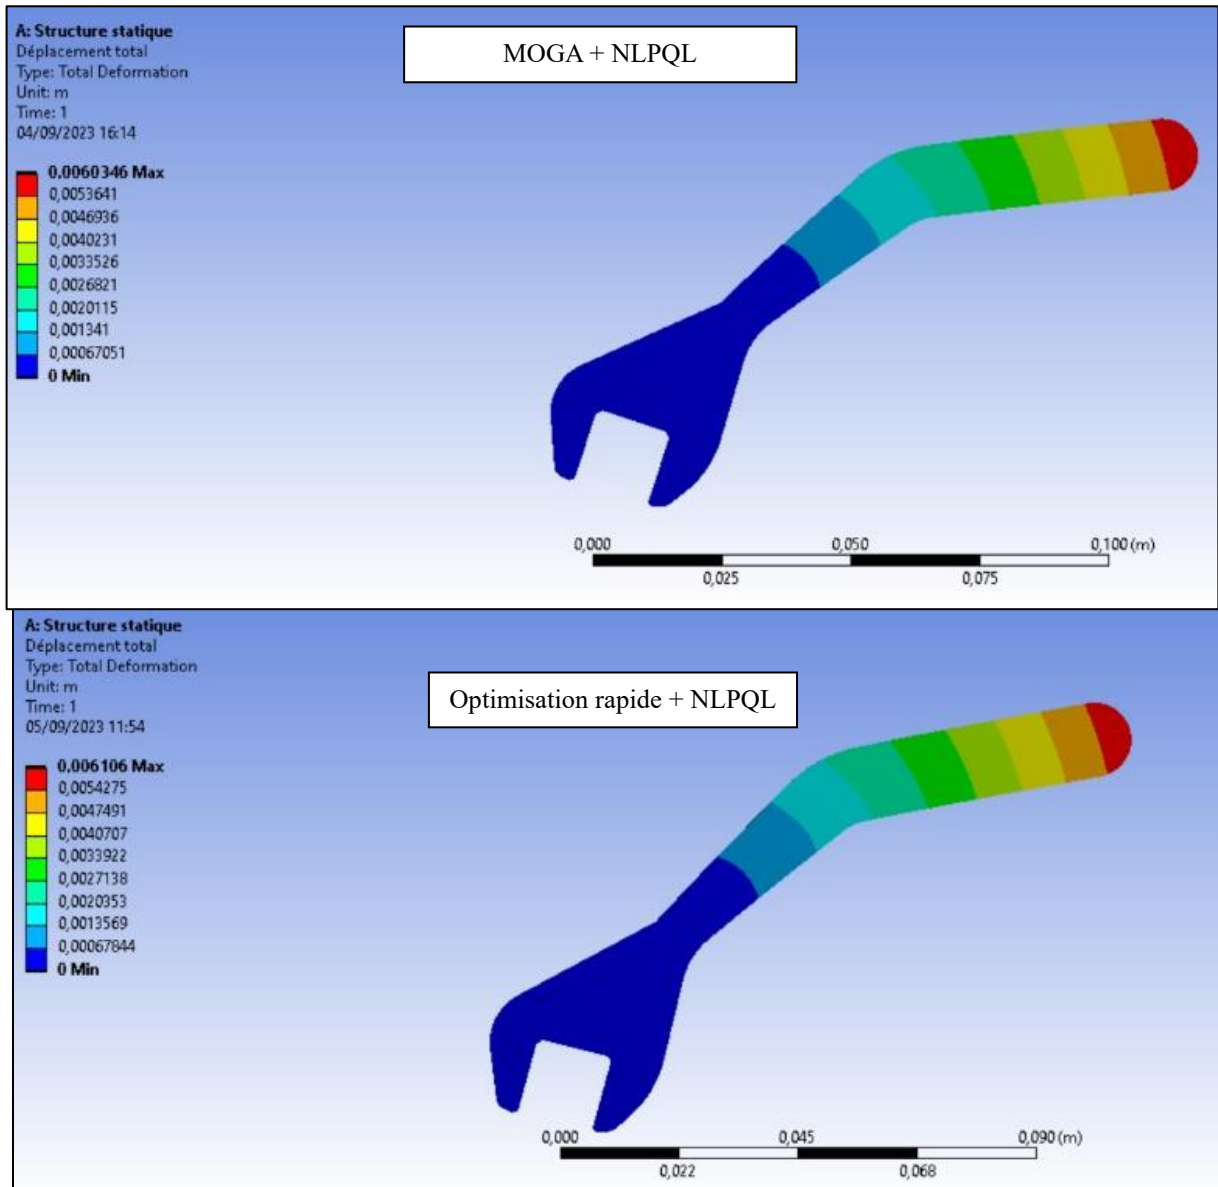 A: Structure statique
Déplacement total
Type: Total Deformation
Unit: m
Time: 1
04/09/2023 16:14
MOGA + NLPQL
0,0060346 Max
0,0053641
0,0046936
0,0040231
0,0033526
0,0026821
0,0020115
0,001341
0,00067051
0 Min
0,000 0,050 0,100 (m)
0,025 0,075
A: Structure statique
Déplacement total
Type: Total Deformation
Unit: m
Time: 1
05/09/2023 11:54
Optimisation rapide + NLPQL
0,006106 Max
0,0054275
0,0047491
0,0040707
0,0033922
0,0027138
0,0020353
0,0013569
0,00067844
0 Min
0,000 0,045 0,090 (m)
0,022 0,068